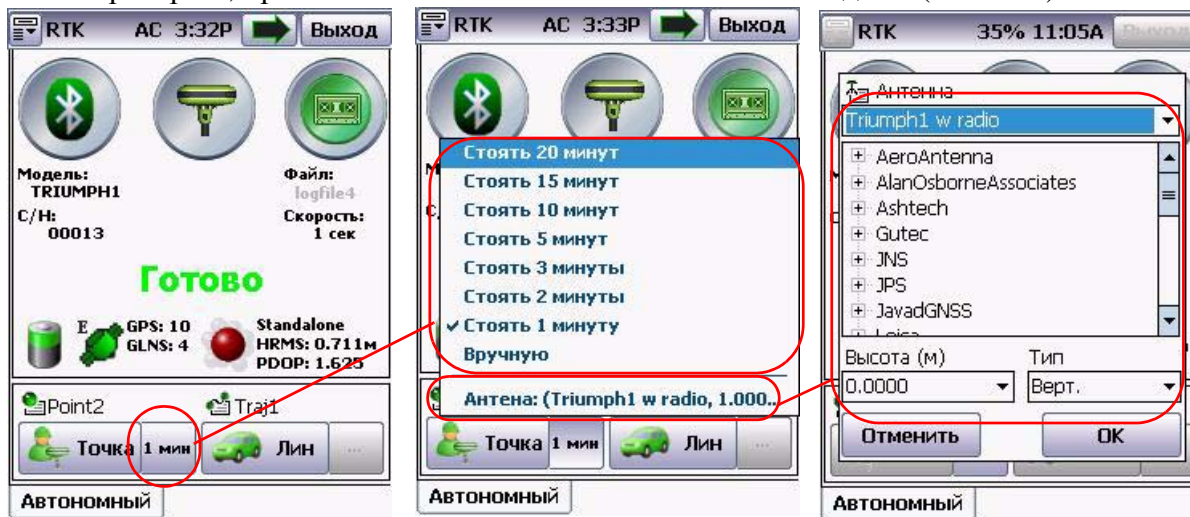 RTK AC 3:32P Выход
Модель:
TRIUMPH1
С/Н:
00013
Файл:
logfile4
Скорость:
1 сек
Готово
E GPS: 10
GLNS: 4
Standalone
HRMS: 0.711м
PDOP: 1.625
Point2 Traj1
Точка 1 мин Лин ...
Автономный
RTK AC 3:33P Выход
Стоять 20 минут
Стоять 15 минут
Стоять 10 минут
Стоять 5 минут
Стоять 3 минуты
Стоять 2 минуты
Стоять 1 минуту
Вручную
Антена: (Triumph1 w radio, 1.000..
Точка 1 мин Лин ...
Автономный
RTK 35% 11:05A Выход
Антенна
Triumph1 w radio
AeroAntenna
AlanOsborneAssociates
Ashtech
Gutec
JNS
JPS
JavadGNSS
Leica
Высота (м) Тип
0.0000 Верт.
Отменить OK
Автономный